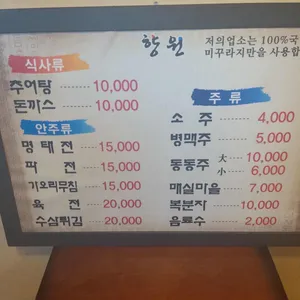 향원
저희업소는 100%국
미꾸라지만을 사용합
식사류
추어탕 10,000
돈까스 10,000
안주류
명태전 15,000
파전 15,000
가오리무침 15,000
육전 20,000
수삼튀김 20,000
주류
소주 4,000
병맥주 5,000
동동주 大 10,000
小 6,000
매실마을 7,000
복분자 10,000
음료수 2,000